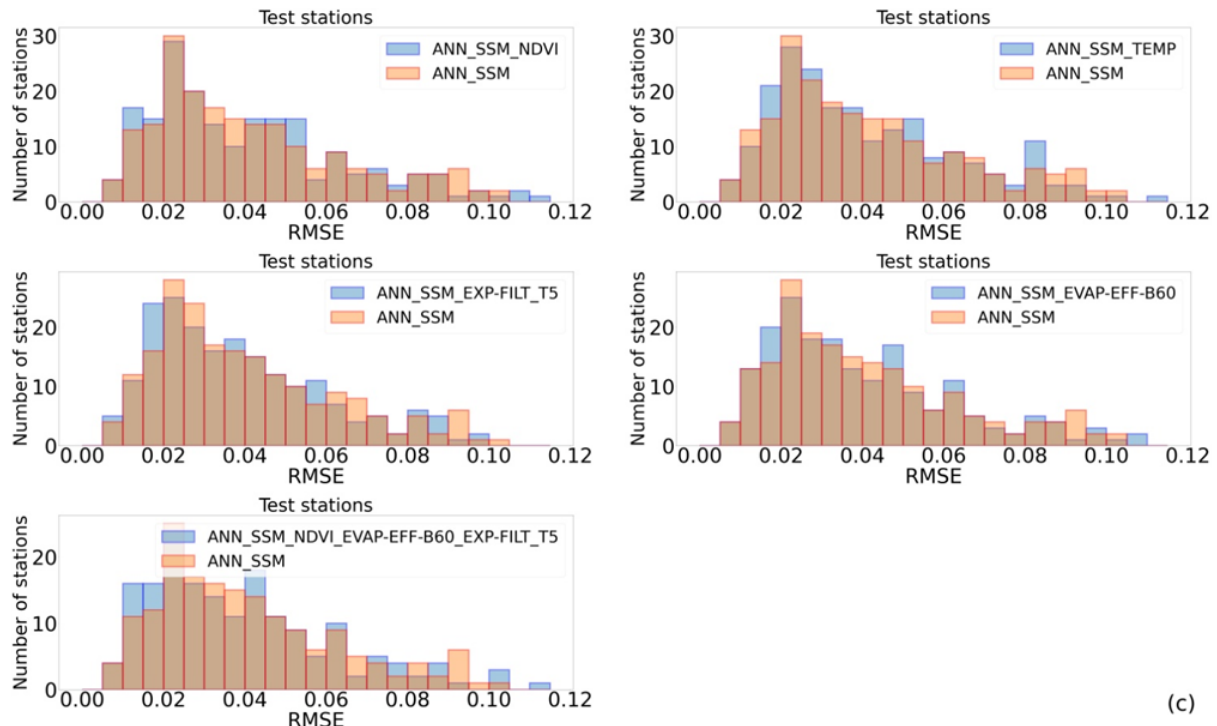 Test stations
Number of stations
30
20
10
0
ANN_SSM_NDVI
ANN_SSM
0.00 0.02 0.04 0.06 0.08 0.10 0.12
RMSE
Test stations
Number of stations
30
20
10
0
ANN_SSM_TEMP
ANN_SSM
0.00 0.02 0.04 0.06 0.08 0.10 0.12
RMSE
Test stations
Number of stations
20
10
0
ANN_SSM_EXP-FILT_T5
ANN_SSM
0.00 0.02 0.04 0.06 0.08 0.10 0.12
RMSE
Test stations
Number of stations
20
10
0
ANN_SSM_EVAP-EFF-B60
ANN_SSM
0.00 0.02 0.04 0.06 0.08 0.10 0.12
RMSE
Test stations
Number of stations
20
10
0
ANN_SSM_NDVI_EVAP-EFF-B60_EXP-FILT_T5
ANN_SSM
0.00 0.02 0.04 0.06 0.08 0.10 0.12
RMSE
(c)